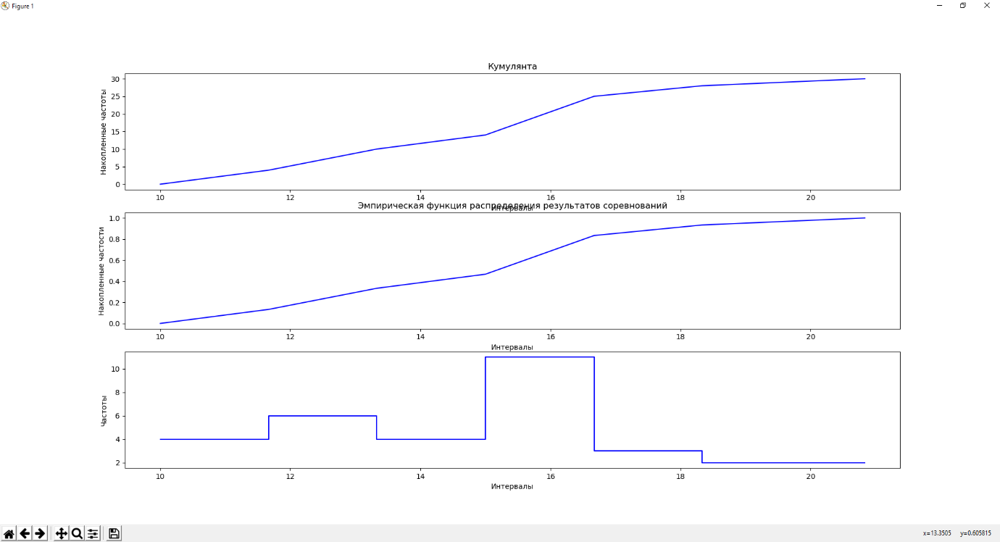 Figure 1
Кумулянта
Накопленные частоты
30
25
20
15
10
5
0
10 12 14 16 18 20
Интервалы
Эмпирическая функция распределения результатов соревнований
Накопленные частости
1.0
0.8
0.6
0.4
0.2
0.0
10 12 14 16 18 20
Интервалы
Частоты
10
8
6
4
2
10 12 14 16 18 20
Интервалы
x=13.3505 y=0.605815